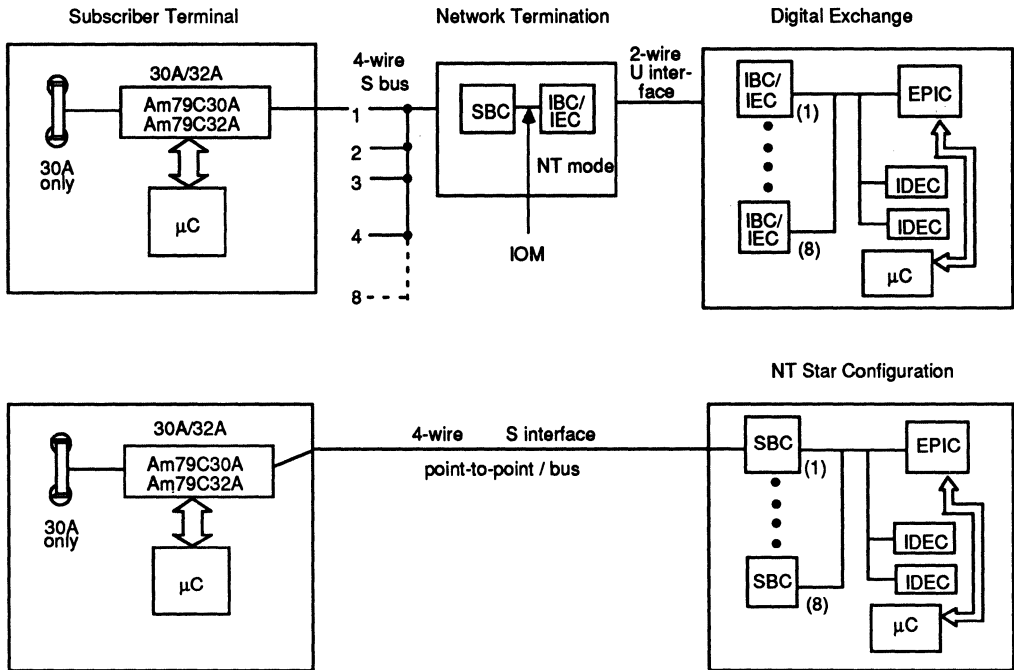 Subscriber Terminal
Network Termination
Digital Exchange
30A/32A
Am79C30A
Am79C32A
30A
only
µC
4-wire
S bus
1
2
3
4
8
SBC
IBC/
IEC
NT mode
IOM
2-wire
U inter-
face
IBC/
IEC
(1)
IBC/
IEC
(8)
EPIC
IDEC
IDEC
µC
NT Star Configuration
30A/32A
Am79C30A
Am79C32A
30A
only
µC
4-wire S interface
point-to-point / bus
SBC
(1)
SBC
(8)
EPIC
IDEC
IDEC
µC